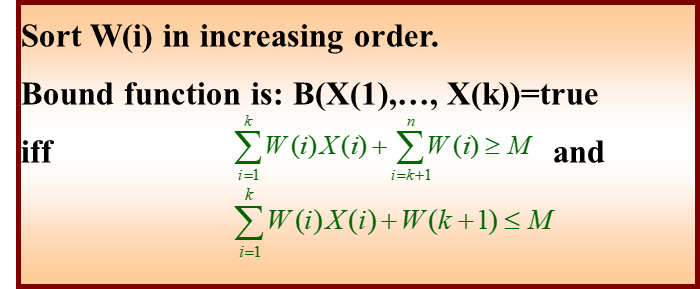 Sort W(i) in increasing order.
Bound function is: B(X(1),…, X(k))=true
iff $\sum_{i=1}^{k} W(i)X(i) + \sum_{i=k+1}^{n} W(i) \geq M$ and
$\sum_{i=1}^{k} W(i)X(i) + W(k+1) \leq M$